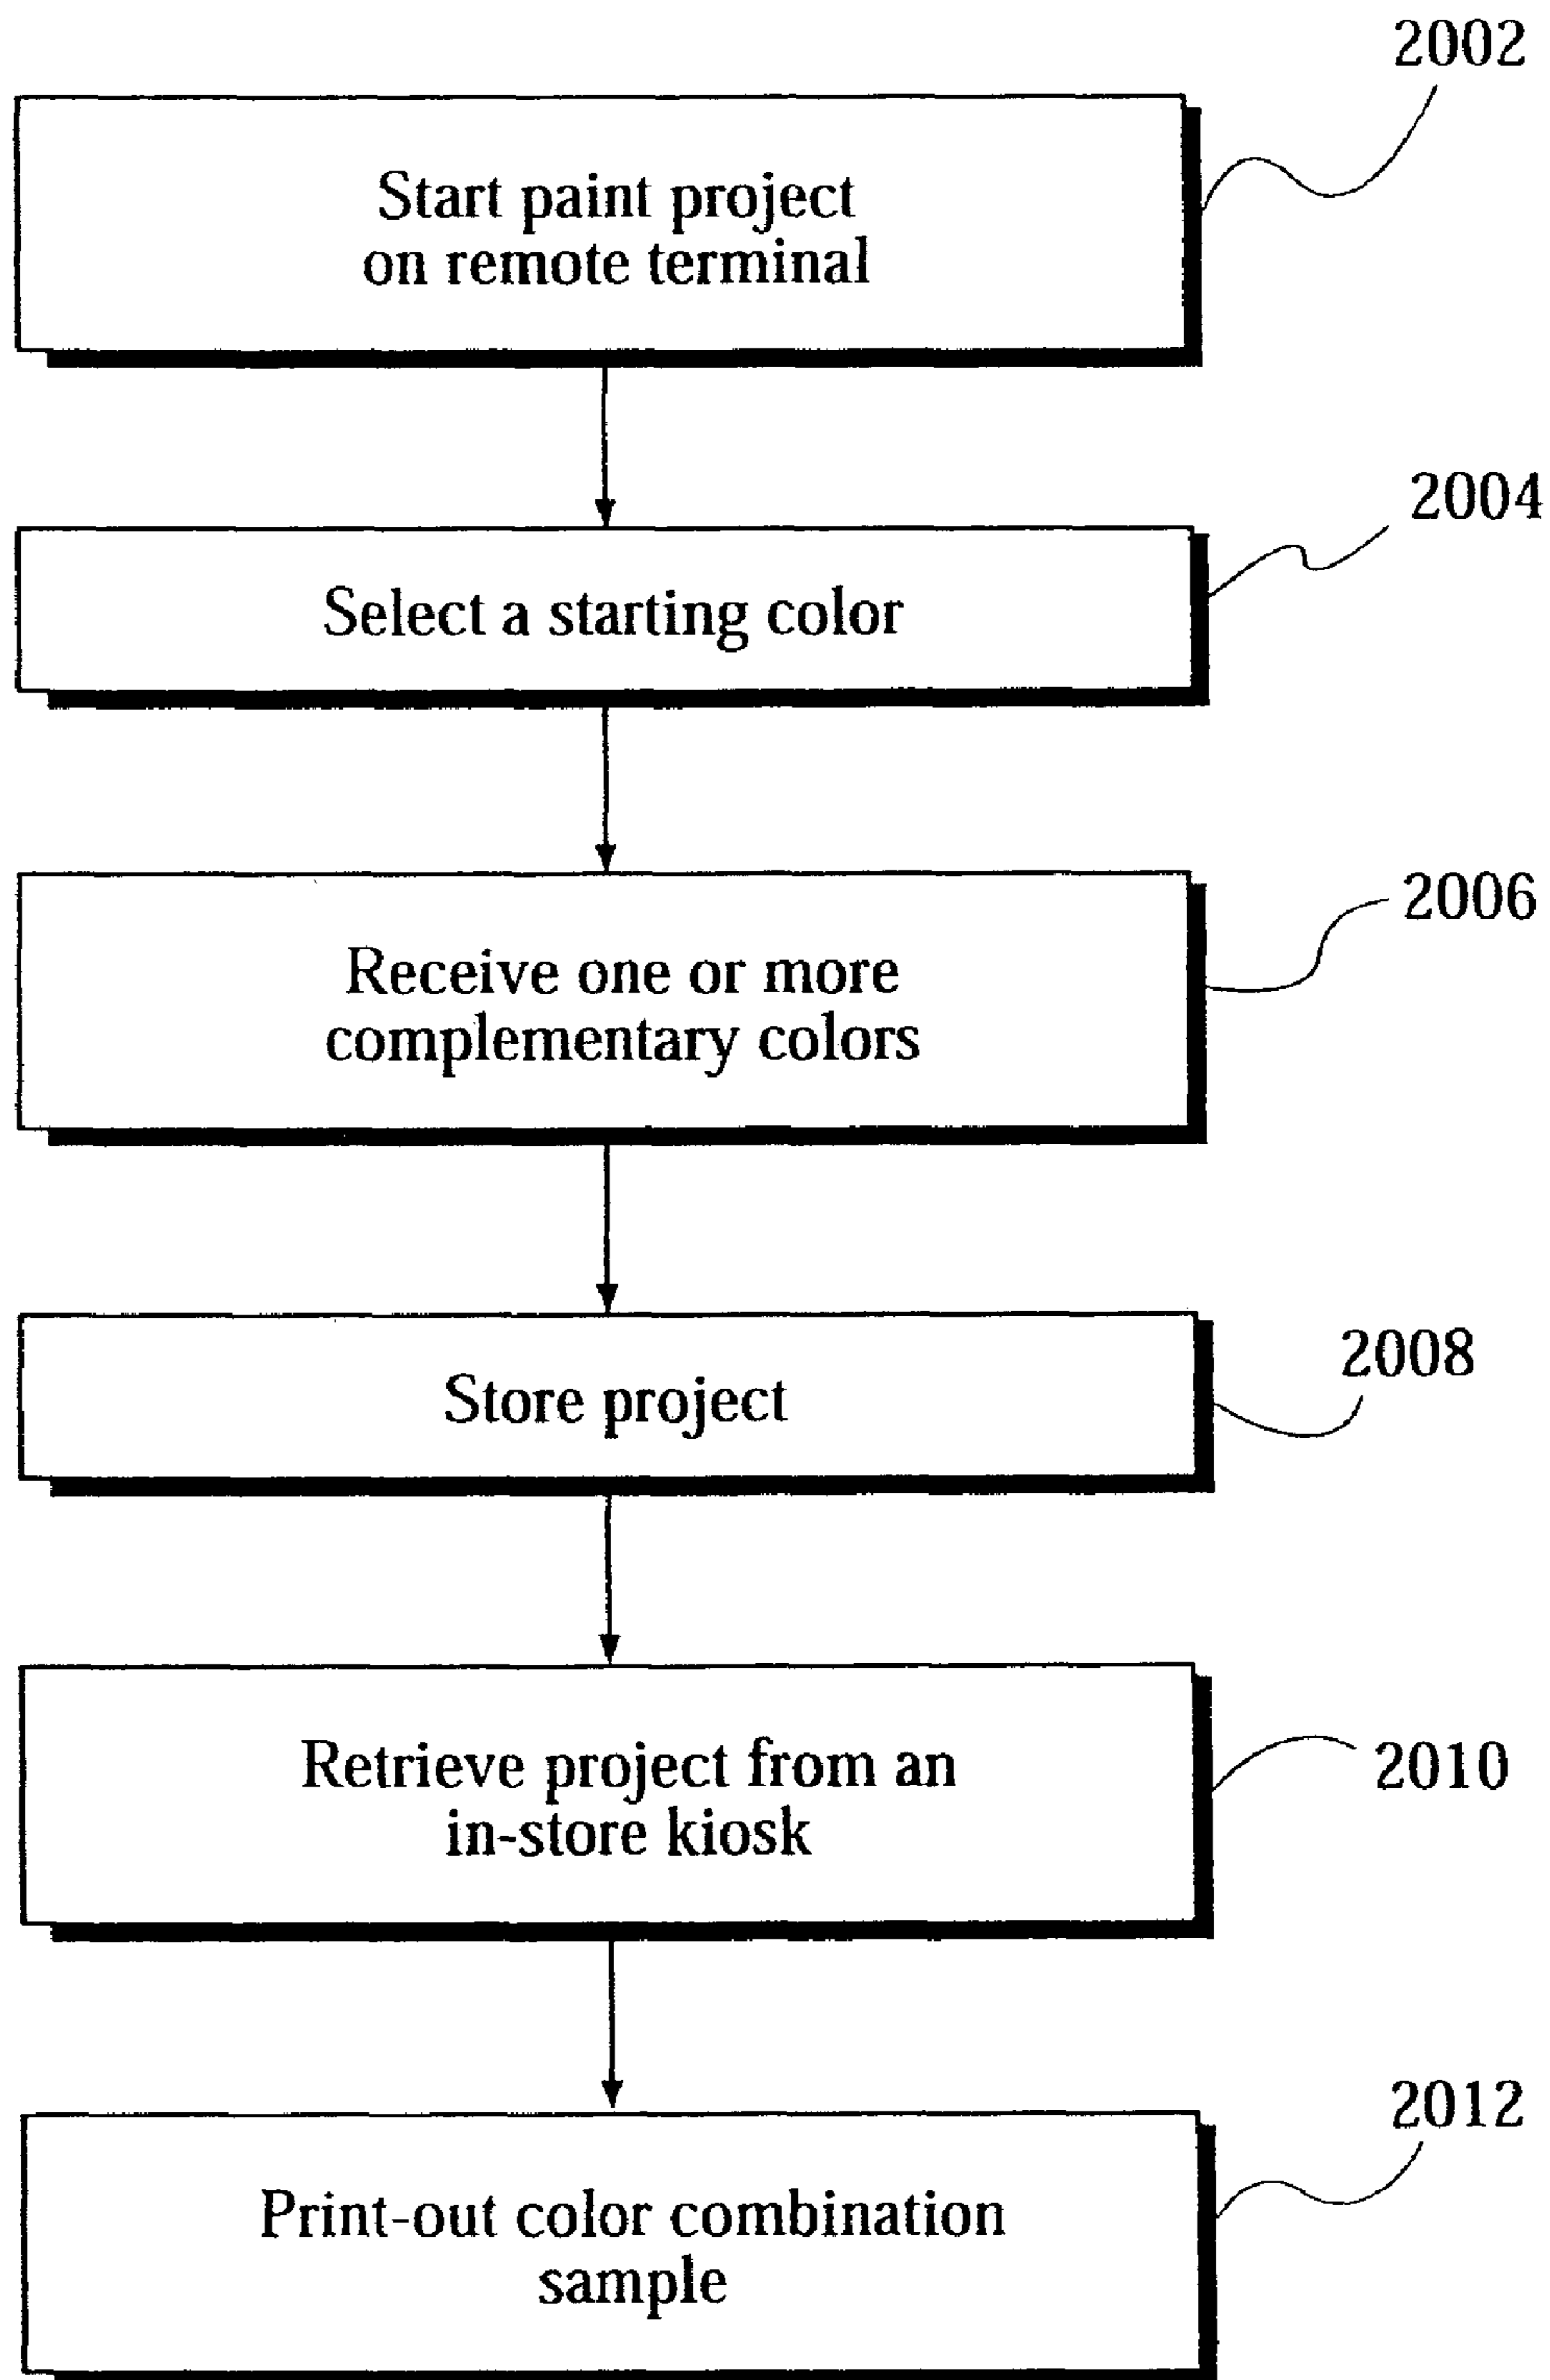 2002
Start paint project
on remote terminal
2004
Select a starting color
2006
Receive one or more
complementary colors
2008
Store project
2010
Retrieve project from an
in-store kiosk
2012
Print-out color combination
sample